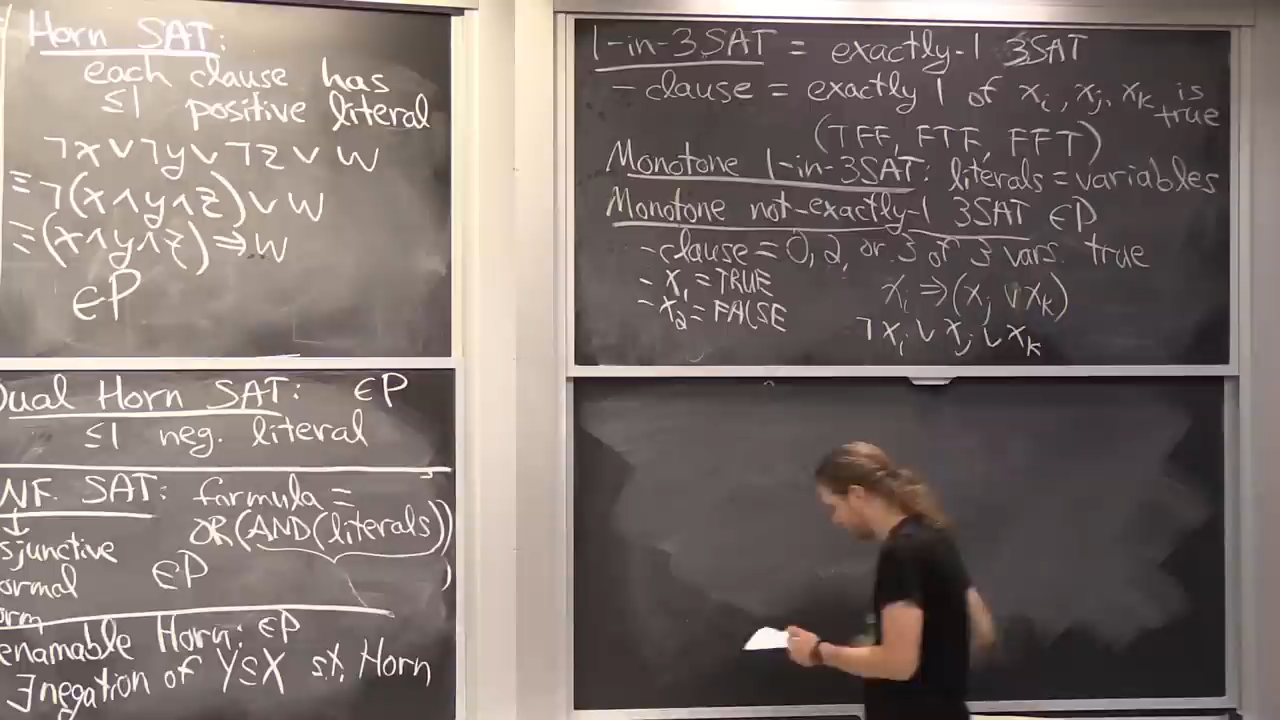 Horn SAT:
each clause has
≤1 positive literal
¬x∨¬y∨¬z∨w
≡¬(x∧y∧z)∨w
≡(x∧y∧z)⇒w
∈P
Dual Horn SAT: ∈P
≤1 neg. literal
NF SAT: formula =
OR(AND(literals))
sjunctive
ormal ∈P
orm
enamable Horn: ∈P
∃negation of Y⊆X s.t. Horn
1-in-3SAT = exactly-1 3SAT
- clause = exactly 1 of xi, xj, xk is
true
(TFF, FTF, FFT)
Monotone 1-in-3SAT: literals = variables
Monotone not-exactly-1 3SAT ∈P
- clause = 0, 2, or 3 of 3 vars. true
- x₁ = TRUE xi ⇒ (xj ∨ xk)
- x₂ = FALSE ¬xi ∨ xj ∨ xk